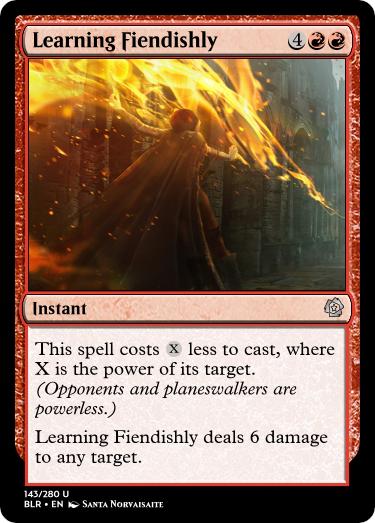 Learning Fiendishly 4
Instant
This spell costs X less to cast, where
X is the power of its target.
(Opponents and planeswalkers are
powerless.)
Learning Fiendishly deals 6 damage
to any target.
143/280 U
BLR • EN Santa Norvaisaite